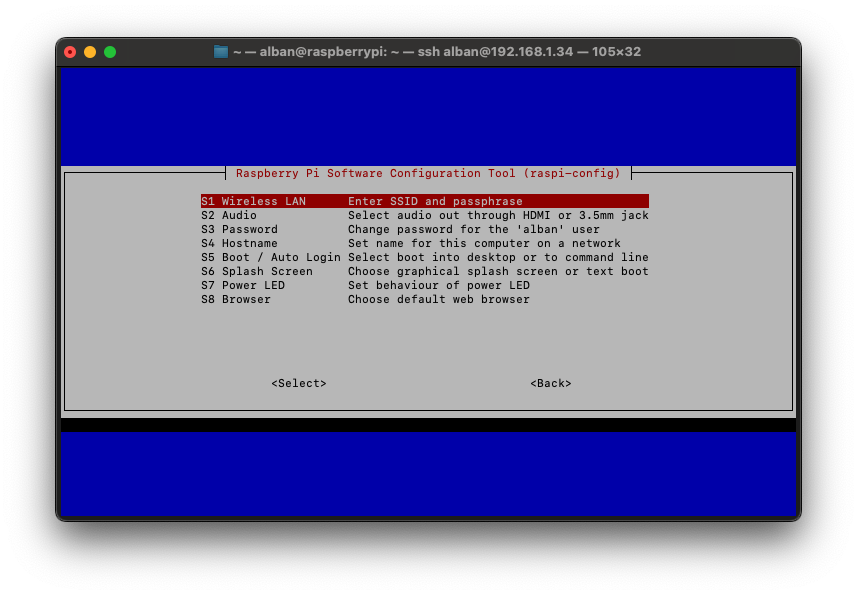 ~ — alban@raspberrypi: ~ — ssh alban@192.168.1.34 — 105×32
Raspberry Pi Software Configuration Tool (raspi-config)
S1 Wireless LAN Enter SSID and passphrase
S2 Audio Select audio out through HDMI or 3.5mm jack
S3 Password Change password for the 'alban' user
S4 Hostname Set name for this computer on a network
S5 Boot / Auto Login Select boot into desktop or to command line
S6 Splash Screen Choose graphical splash screen or text boot
S7 Power LED Set behaviour of power LED
S8 Browser Choose default web browser
<Select> <Back>